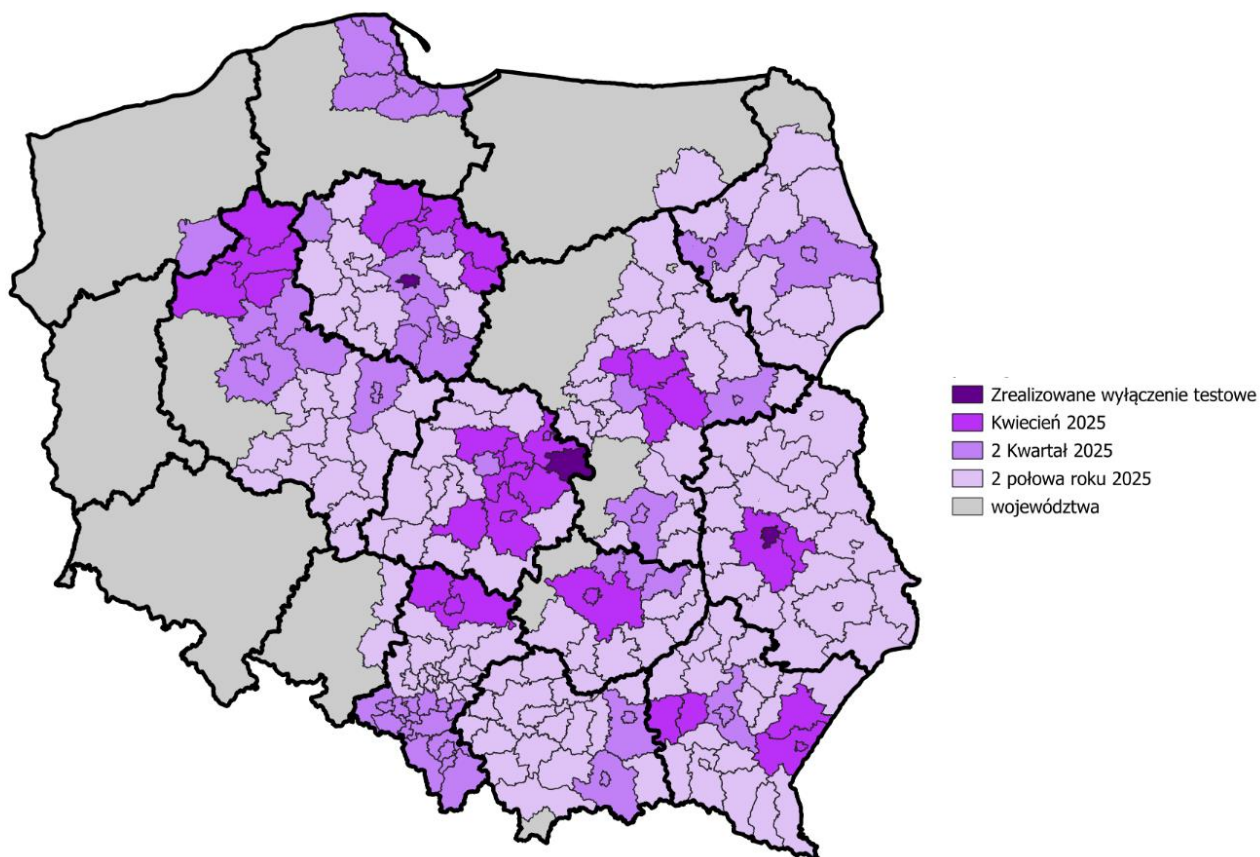 Zrealizowane wyłączenie testowe
Kwiecień 2025
2 Kwartał 2025
2 połowa roku 2025
województwa